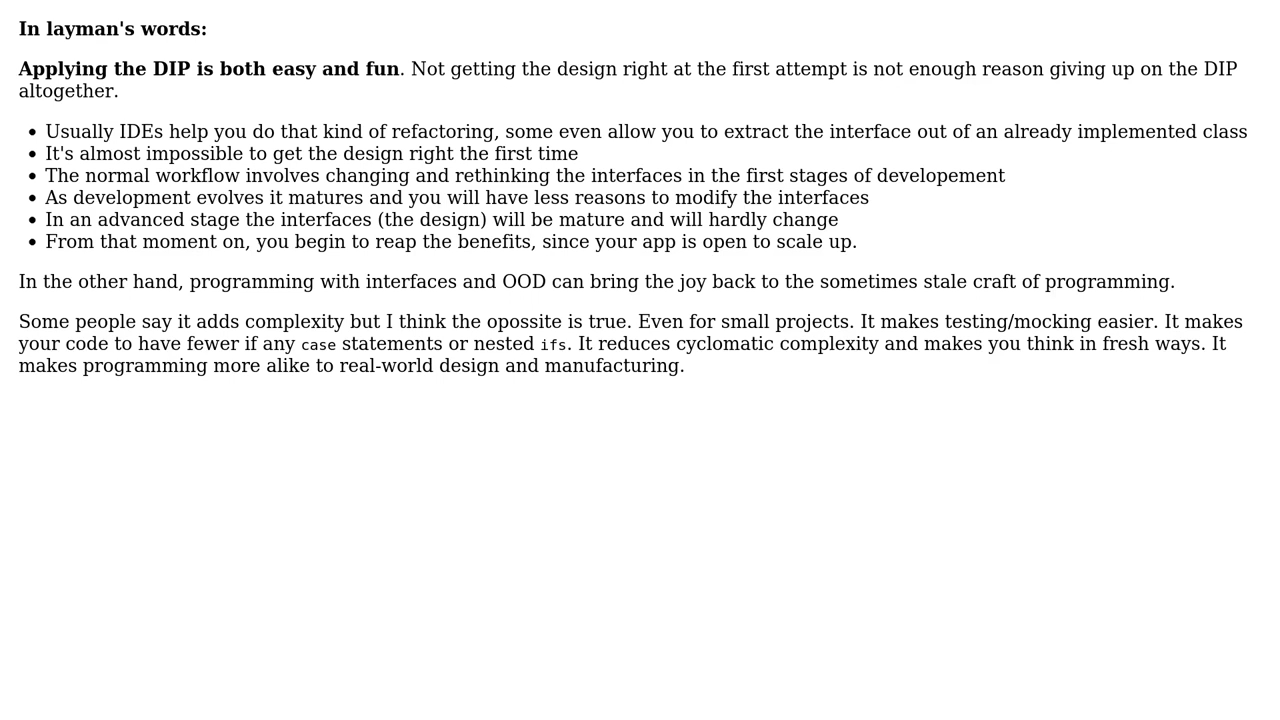 In layman's words:
Applying the DIP is both easy and fun. Not getting the design right at the first attempt is not enough reason giving up on the DIP
altogether.
• Usually IDEs help you do that kind of refactoring, some even allow you to extract the interface out of an already implemented class
• It's almost impossible to get the design right the first time
• The normal workflow involves changing and rethinking the interfaces in the first stages of developement
• As development evolves it matures and you will have less reasons to modify the interfaces
• In an advanced stage the interfaces (the design) will be mature and will hardly change
• From that moment on, you begin to reap the benefits, since your app is open to scale up.
In the other hand, programming with interfaces and OOD can bring the joy back to the sometimes stale craft of programming.
Some people say it adds complexity but I think the opossite is true. Even for small projects. It makes testing/mocking easier. It makes
your code to have fewer if any case statements or nested ifs. It reduces cyclomatic complexity and makes you think in fresh ways. It
makes programming more alike to real-world design and manufacturing.